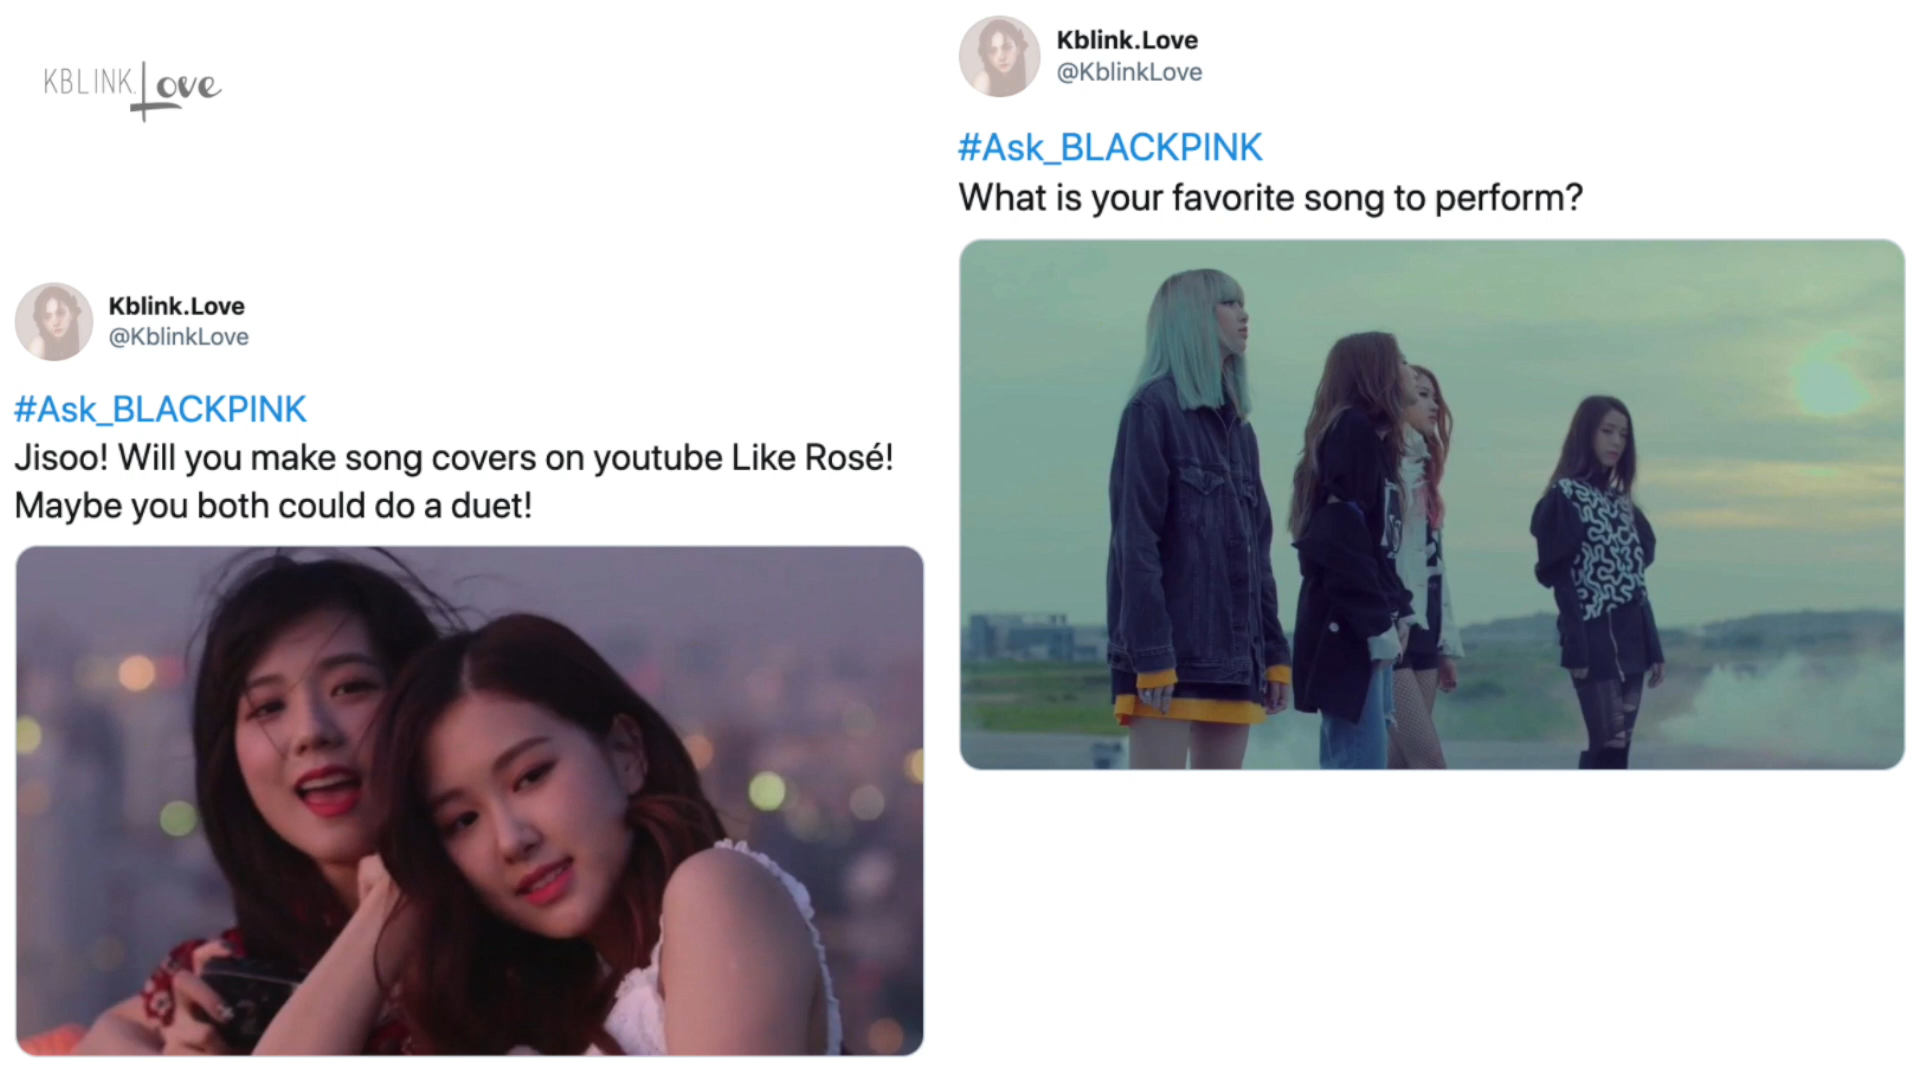 KBLINK.Love
Kblink.Love
@KblinkLove
#Ask_BLACKPINK
Jisoo! Will you make song covers on youtube Like Rosé!
Maybe you both could do a duet!
Kblink.Love
@KblinkLove
#Ask_BLACKPINK
What is your favorite song to perform?